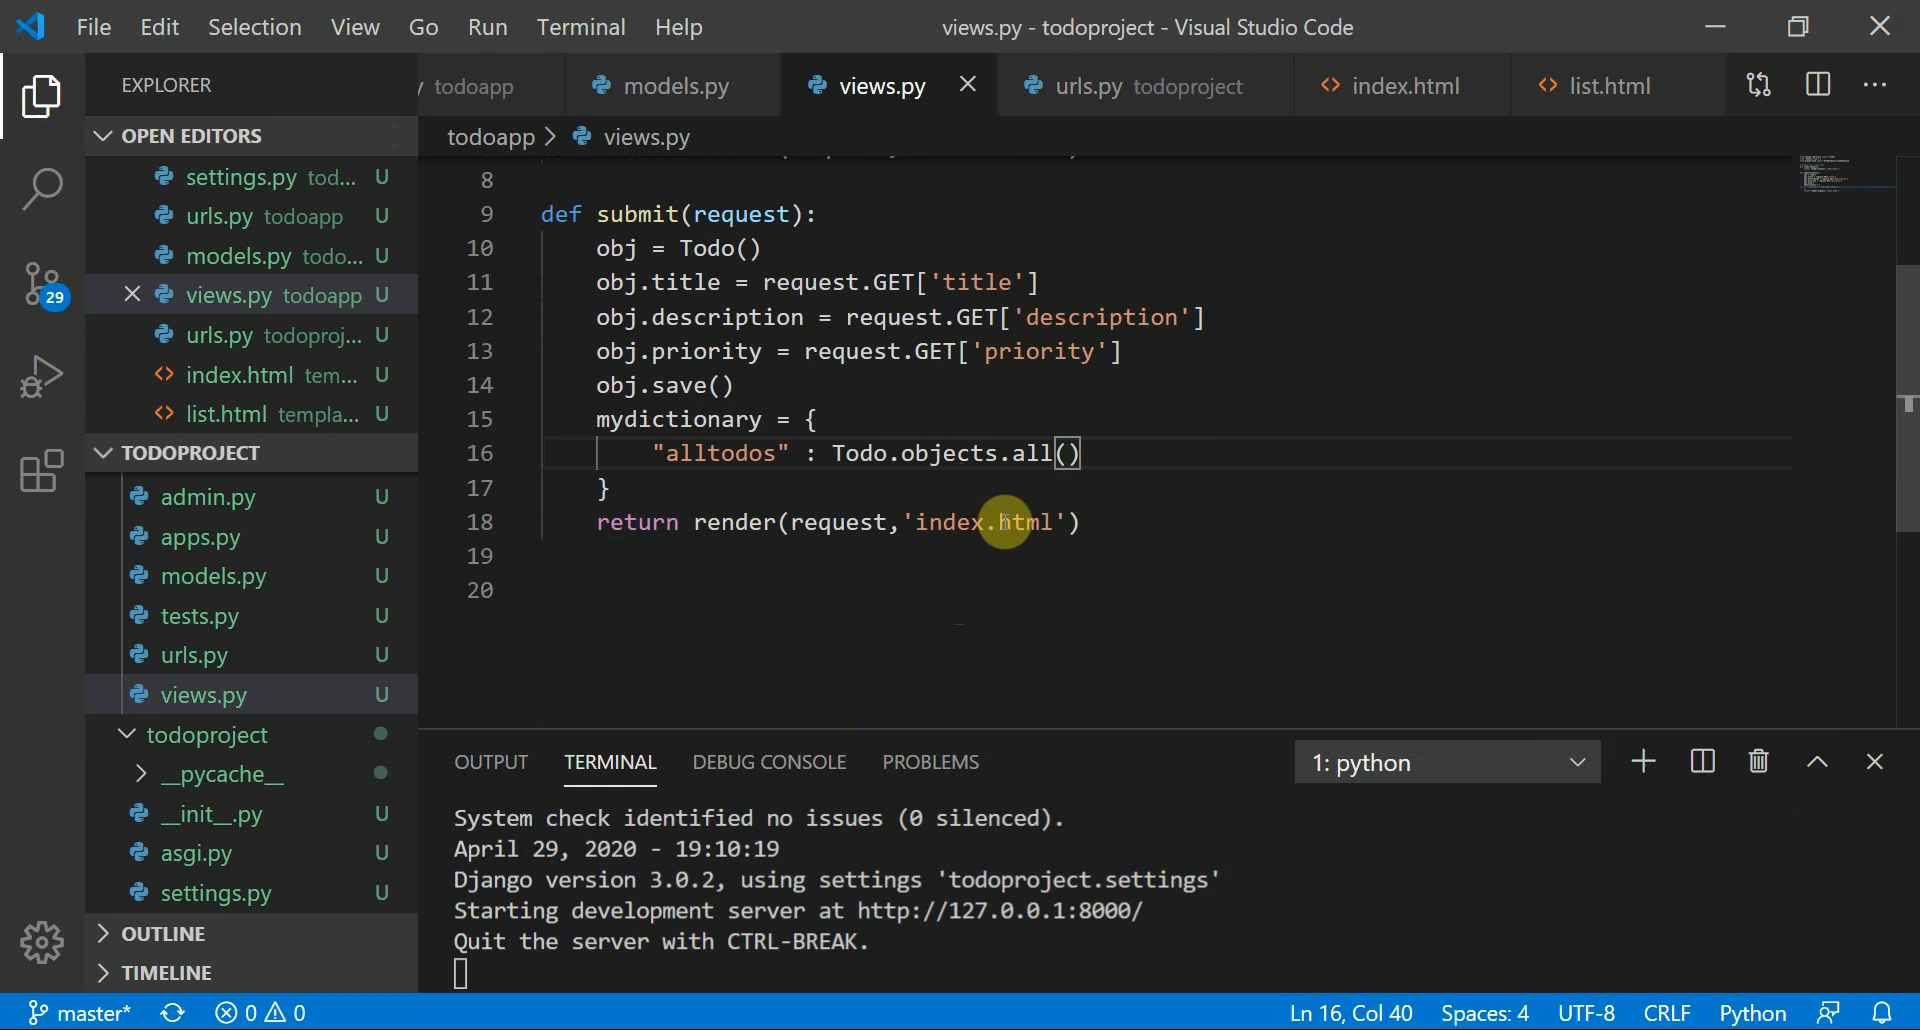 File Edit Selection View Go Run Terminal Help
views.py - todoproject - Visual Studio Code
EXPLORER
todoapp
models.py
views.py
urls.py todoproject
index.html
list.html
OPEN EDITORS
settings.py tod... U
urls.py todoapp U
models.py todo... U
views.py todoapp U
urls.py todoproj... U
index.html tem... U
list.html templa... U
TODOPROJECT
admin.py U
apps.py U
models.py U
tests.py U
urls.py U
views.py U
todoproject
__pycache__
__init__.py U
asgi.py U
settings.py U
OUTLINE
TIMELINE
29
todoapp > views.py
8
9 def submit(request):
10 obj = Todo()
11 obj.title = request.GET['title']
12 obj.description = request.GET['description']
13 obj.priority = request.GET['priority']
14 obj.save()
15 mydictionary = {
16 "alltodos" : Todo.objects.all()
17 }
18 return render(request,'index.html')
19
20
OUTPUT TERMINAL DEBUG CONSOLE PROBLEMS
1: python
System check identified no issues (0 silenced).
April 29, 2020 - 19:10:19
Django version 3.0.2, using settings 'todoproject.settings'
Starting development server at http://127.0.0.1:8000/
Quit the server with CTRL-BREAK.
master* 0 0
Ln 16, Col 40 Spaces: 4 UTF-8 CRLF Python